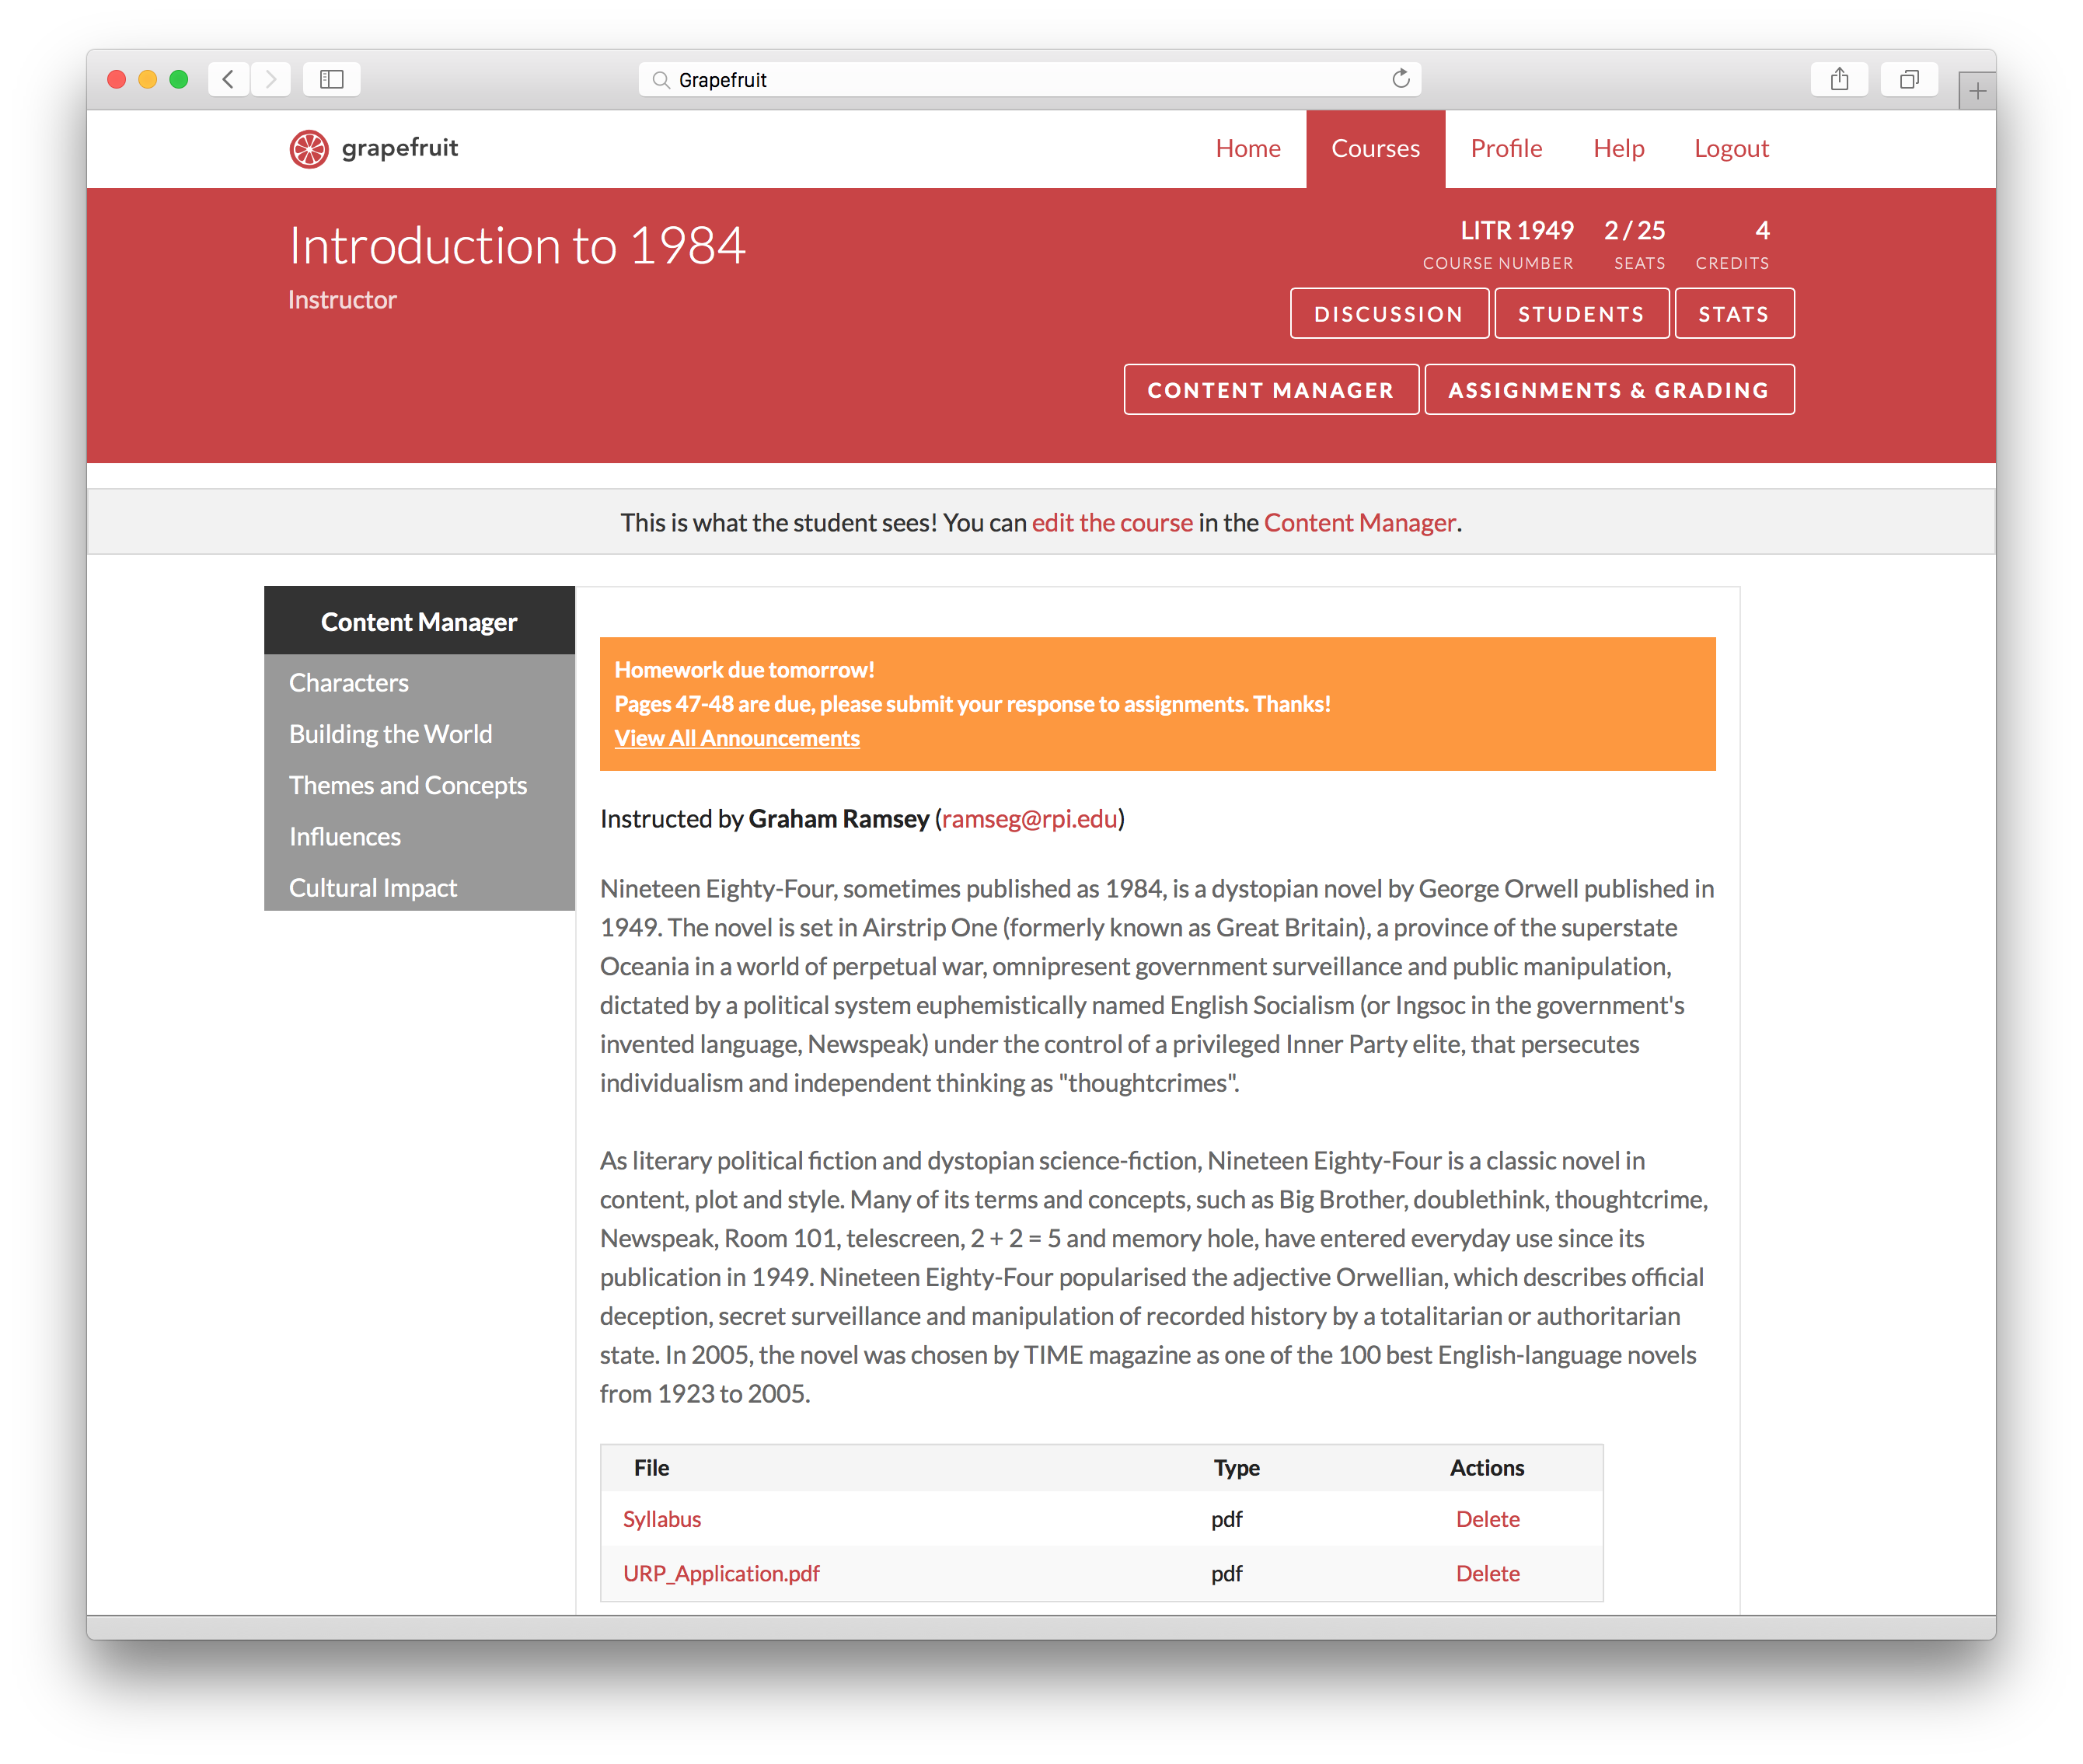 Grapefruit
grapefruit
Home Courses Profile Help Logout
Introduction to 1984
Instructor
LITR 1949 2 / 25 4
COURSE NUMBER SEATS CREDITS
DISCUSSION STUDENTS STATS
CONTENT MANAGER ASSIGNMENTS & GRADING
This is what the student sees! You can edit the course in the Content Manager.
Content Manager
Characters
Building the World
Themes and Concepts
Influences
Cultural Impact
Homework due tomorrow!
Pages 47-48 are due, please submit your response to assignments. Thanks!
View All Announcements
Instructed by Graham Ramsey (ramseg@rpi.edu)
Nineteen Eighty-Four, sometimes published as 1984, is a dystopian novel by George Orwell published in
1949. The novel is set in Airstrip One (formerly known as Great Britain), a province of the superstate
Oceania in a world of perpetual war, omnipresent government surveillance and public manipulation,
dictated by a political system euphemistically named English Socialism (or Ingsoc in the government's
invented language, Newspeak) under the control of a privileged Inner Party elite, that persecutes
individualism and independent thinking as "thoughtcrimes".
As literary political fiction and dystopian science-fiction, Nineteen Eighty-Four is a classic novel in
content, plot and style. Many of its terms and concepts, such as Big Brother, doublethink, thoughtcrime,
Newspeak, Room 101, telescreen, 2 + 2 = 5 and memory hole, have entered everyday use since its
publication in 1949. Nineteen Eighty-Four popularised the adjective Orwellian, which describes official
deception, secret surveillance and manipulation of recorded history by a totalitarian or authoritarian
state. In 2005, the novel was chosen by TIME magazine as one of the 100 best English-language novels
from 1923 to 2005.
File Type Actions
Syllabus pdf Delete
URP_Application.pdf pdf Delete